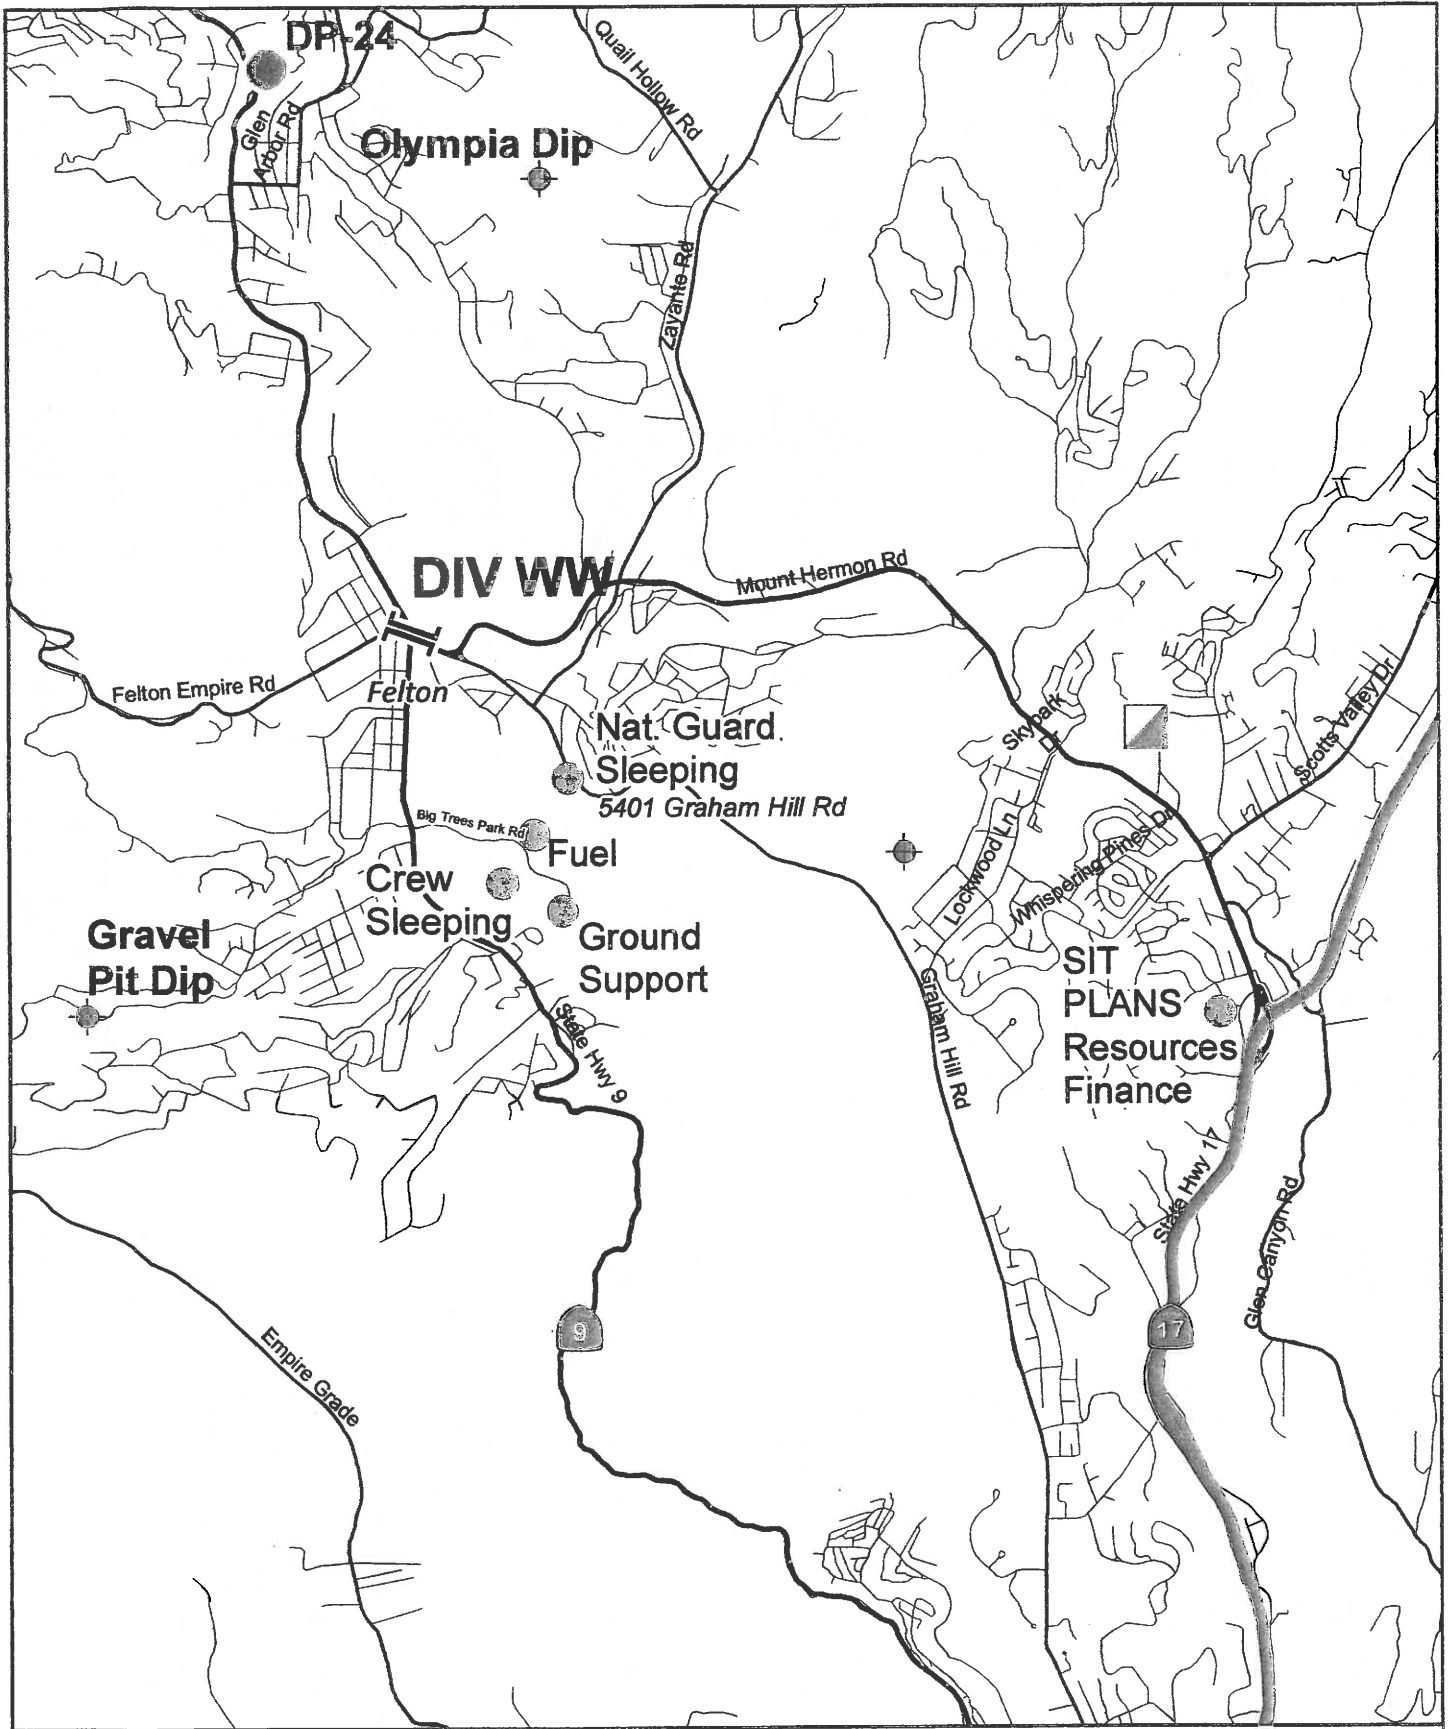 DP-24
Quail Hollow Rd
Glen
Arbor Rd
Olympia Dip
Zayante Rd
DIV WW
Mount Hermon Rd
Felton Empire Rd
Felton
Skypark
Dr
Scotts Valley Dr
Nat. Guard
Sleeping
5401 Graham Hill Rd
Big Trees Park Rd
Fuel
Lockwood Ln
Whispering Pines Dr
Crew
Sleeping
Gravel
Pit Dip
Ground
Support
SIT
PLANS
Resources
Finance
Graham Hill Rd
State Hwy 9
State Hwy 17
Glen Canyon Rd
9
17
Empire Grade